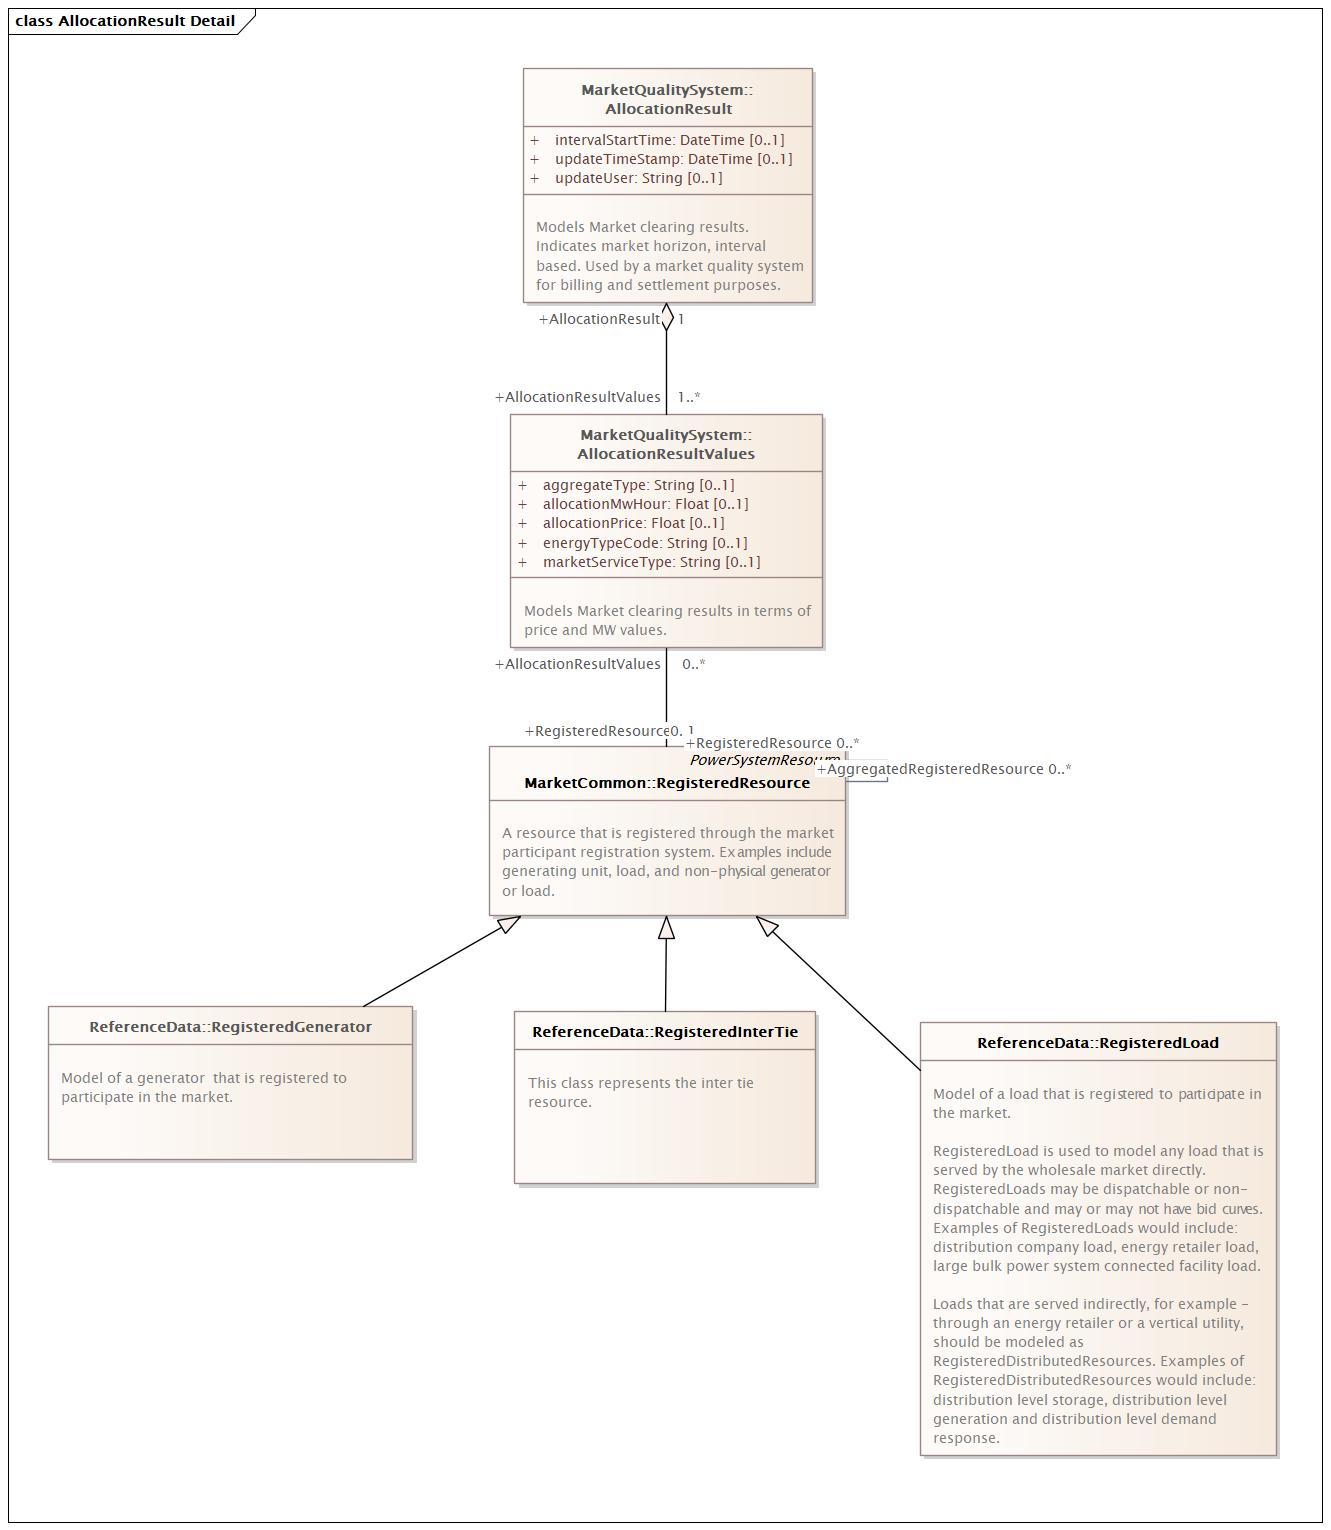 class AllocationResult Detail
MarketQualitySystem::
AllocationResult
+ intervalStartTime: DateTime [0..1]
+ updateTimeStamp: DateTime [0..1]
+ updateUser: String [0..1]
Models Market clearing results.
Indicates market horizon, interval
based. Used by a market quality system
for billing and settlement purposes.
+AllocationResult 1
+AllocationResultValues 1..*
MarketQualitySystem::
AllocationResultValues
+ aggregateType: String [0..1]
+ allocationMwHour: Float [0..1]
+ allocationPrice: Float [0..1]
+ energyTypeCode: String [0..1]
+ marketServiceType: String [0..1]
Models Market clearing results in terms of
price and MW values.
+AllocationResultValues 0..*
+RegisteredResource 0..1
+RegisteredResource 0..*
PowerSystemResource
+AggregatedRegisteredResource 0..*
MarketCommon::RegisteredResource
A resource that is registered through the market
participant registration system. Examples include
generating unit, load, and non-physical generator
or load.
ReferenceData::RegisteredGenerator
Model of a generator that is registered to
participate in the market.
ReferenceData::RegisteredInterTie
This class represents the inter tie
resource.
ReferenceData::RegisteredLoad
Model of a load that is registered to participate in
the market.
RegisteredLoad is used to model any load that is
served by the wholesale market directly.
RegisteredLoads may be dispatchable or non-
dispatchable and may or may not have bid curves.
Examples of RegisteredLoads would include:
distribution company load, energy retailer load,
large bulk power system connected facility load.
Loads that are served indirectly, for example -
through an energy retailer or a vertical utility,
should be modeled as
RegisteredDistributedResources. Examples of
RegisteredDistributedResources would include:
distribution level storage, distribution level
generation and distribution level demand
response.